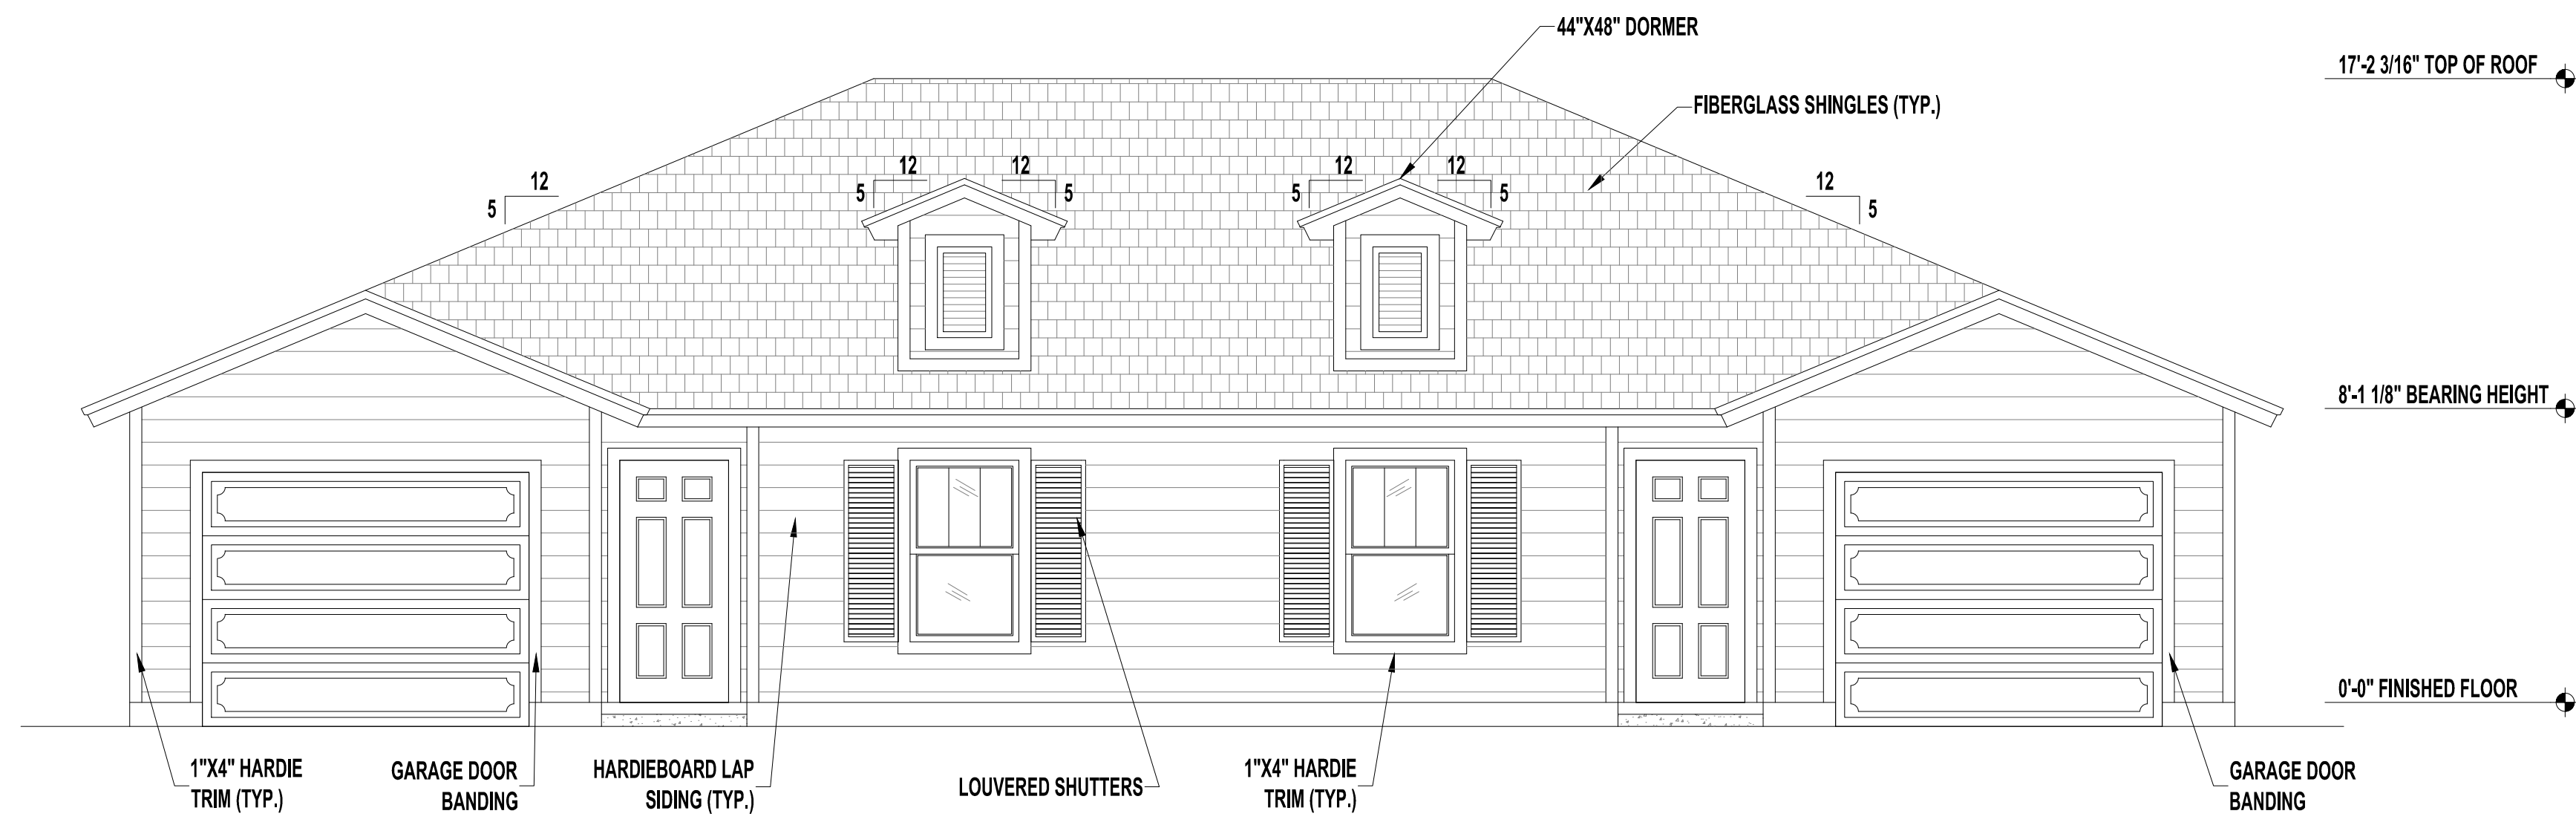 44"X48" DORMER
17'-2 3/16" TOP OF ROOF
FIBERGLASS SHINGLES (TYP.)
12
5
12
5
12
5
12
5
12
5
12
5
8'-1 1/8" BEARING HEIGHT
0'-0" FINISHED FLOOR
1"X4" HARDIE
TRIM (TYP.)
GARAGE DOOR
BANDING
HARDIEBOARD LAP
SIDING (TYP.)
LOUVERED SHUTTERS
1"X4" HARDIE
TRIM (TYP.)
GARAGE DOOR
BANDING